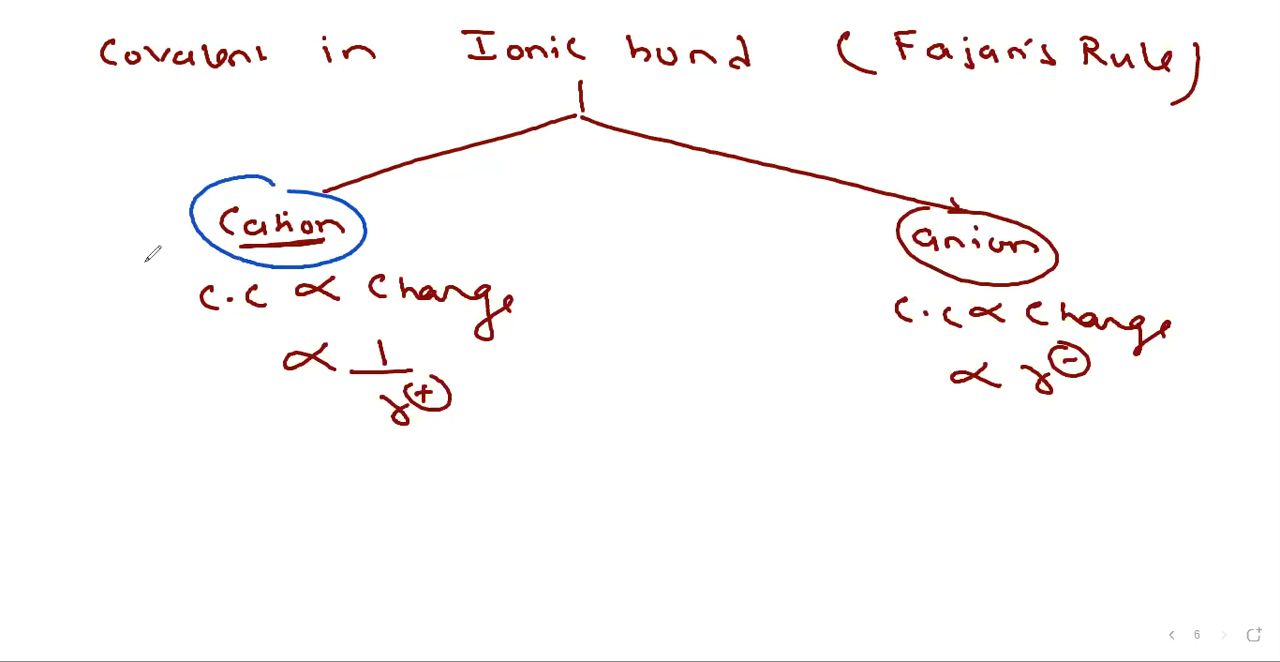 Covalent in Ionic bond (Fajan's Rule)
Cation
anion
C.C ∝ Charge
∝ 1/r⊕
C.C ∝ Charge
∝ r⊖
6